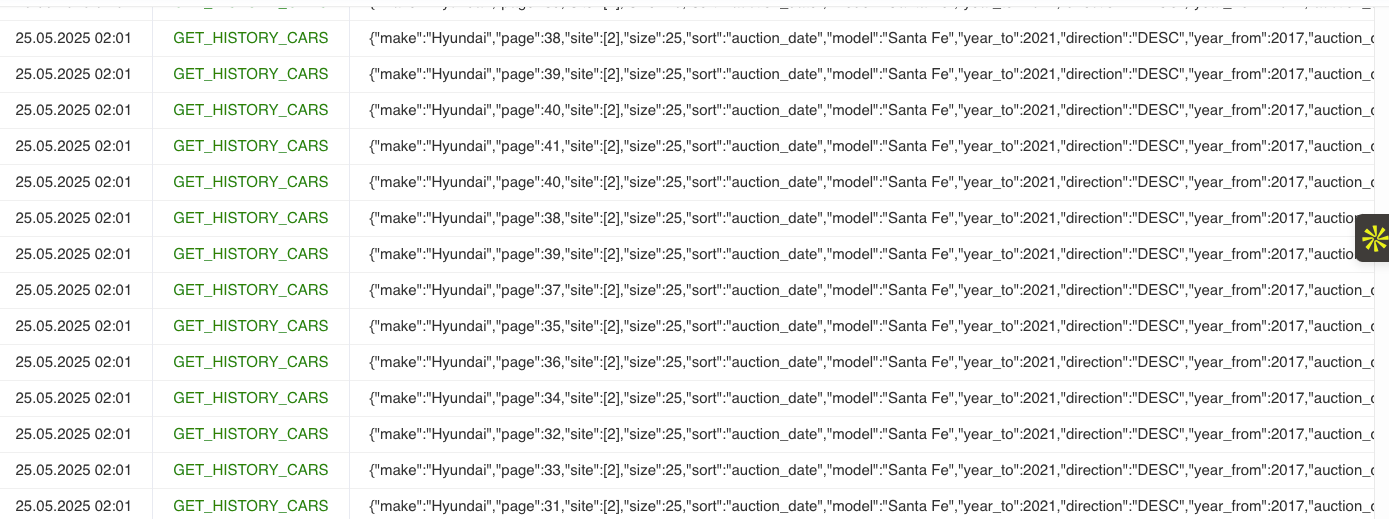 25.05.2025 02:01 GET_HISTORY_CARS {"make":"Hyundai","page":38,"site":[2],"size":25,"sort":"auction_date","model":"Santa Fe","year_to":2021,"direction":"DESC","year_from":2017,"auction_
25.05.2025 02:01 GET_HISTORY_CARS {"make":"Hyundai","page":39,"site":[2],"size":25,"sort":"auction_date","model":"Santa Fe","year_to":2021,"direction":"DESC","year_from":2017,"auction_
25.05.2025 02:01 GET_HISTORY_CARS {"make":"Hyundai","page":40,"site":[2],"size":25,"sort":"auction_date","model":"Santa Fe","year_to":2021,"direction":"DESC","year_from":2017,"auction_
25.05.2025 02:01 GET_HISTORY_CARS {"make":"Hyundai","page":41,"site":[2],"size":25,"sort":"auction_date","model":"Santa Fe","year_to":2021,"direction":"DESC","year_from":2017,"auction_
25.05.2025 02:01 GET_HISTORY_CARS {"make":"Hyundai","page":40,"site":[2],"size":25,"sort":"auction_date","model":"Santa Fe","year_to":2021,"direction":"DESC","year_from":2017,"auction_
25.05.2025 02:01 GET_HISTORY_CARS {"make":"Hyundai","page":38,"site":[2],"size":25,"sort":"auction_date","model":"Santa Fe","year_to":2021,"direction":"DESC","year_from":2017,"auctio
25.05.2025 02:01 GET_HISTORY_CARS {"make":"Hyundai","page":39,"site":[2],"size":25,"sort":"auction_date","model":"Santa Fe","year_to":2021,"direction":"DESC","year_from":2017,"auctio
25.05.2025 02:01 GET_HISTORY_CARS {"make":"Hyundai","page":37,"site":[2],"size":25,"sort":"auction_date","model":"Santa Fe","year_to":2021,"direction":"DESC","year_from":2017,"auction_
25.05.2025 02:01 GET_HISTORY_CARS {"make":"Hyundai","page":35,"site":[2],"size":25,"sort":"auction_date","model":"Santa Fe","year_to":2021,"direction":"DESC","year_from":2017,"auction_
25.05.2025 02:01 GET_HISTORY_CARS {"make":"Hyundai","page":36,"site":[2],"size":25,"sort":"auction_date","model":"Santa Fe","year_to":2021,"direction":"DESC","year_from":2017,"auction_
25.05.2025 02:01 GET_HISTORY_CARS {"make":"Hyundai","page":34,"site":[2],"size":25,"sort":"auction_date","model":"Santa Fe","year_to":2021,"direction":"DESC","year_from":2017,"auction_
25.05.2025 02:01 GET_HISTORY_CARS {"make":"Hyundai","page":32,"site":[2],"size":25,"sort":"auction_date","model":"Santa Fe","year_to":2021,"direction":"DESC","year_from":2017,"auction_
25.05.2025 02:01 GET_HISTORY_CARS {"make":"Hyundai","page":33,"site":[2],"size":25,"sort":"auction_date","model":"Santa Fe","year_to":2021,"direction":"DESC","year_from":2017,"auction_
25.05.2025 02:01 GET_HISTORY_CARS {"make":"Hyundai","page":31,"site":[2],"size":25,"sort":"auction_date","model":"Santa Fe","year_to":2021,"direction":"DESC","year_from":2017,"auction_